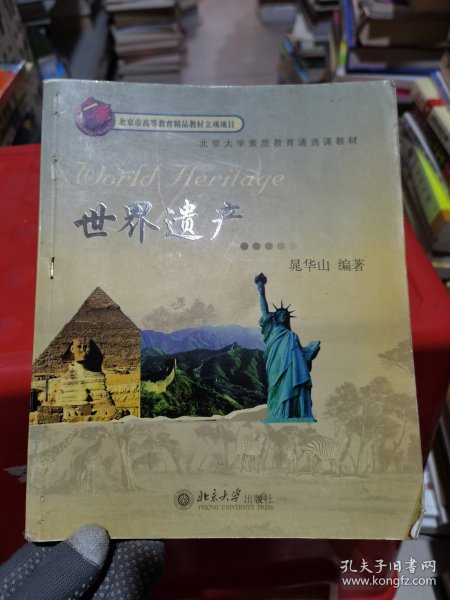 北京市高等教育精品教材立项项目
北京大学素质教育通选课教材
World Heritage
世界遗产
晁华山 编著
北京大学出版社
PEKING UNIVERSITY PRESS
孔夫子旧书网
www.kongfz.com